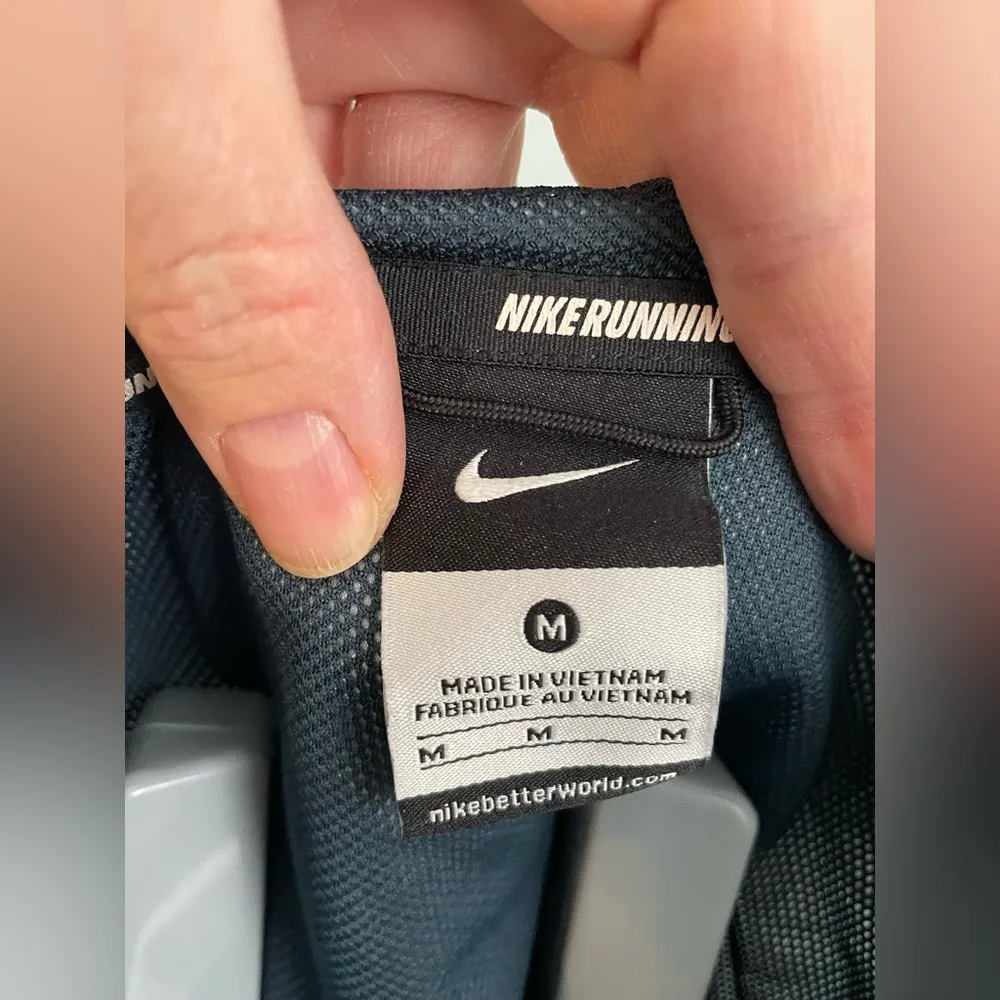 NIKERUNNING
M
MADE IN VIETNAM
FABRIQUE AU VIETNAM
M M M
nikebetterworld.com